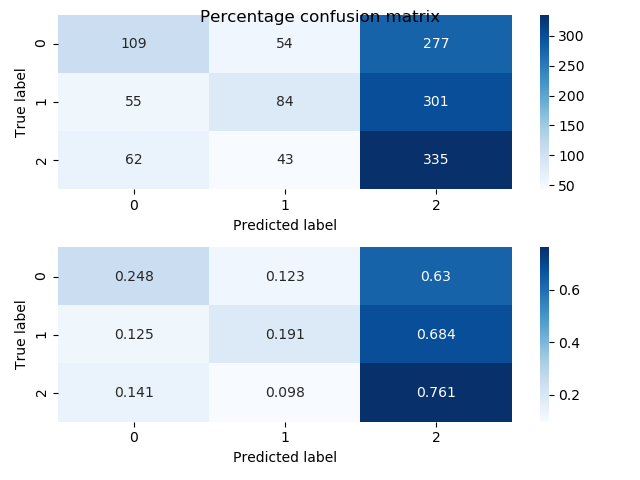 Percentage confusion matrix
True label
0 109 54 277
1 55 84 301
2 62 43 335
0 1 2
Predicted label
300
250
200
150
100
50
True label
0 0.248 0.123 0.63
1 0.125 0.191 0.684
2 0.141 0.098 0.761
0 1 2
Predicted label
0.6
0.4
0.2